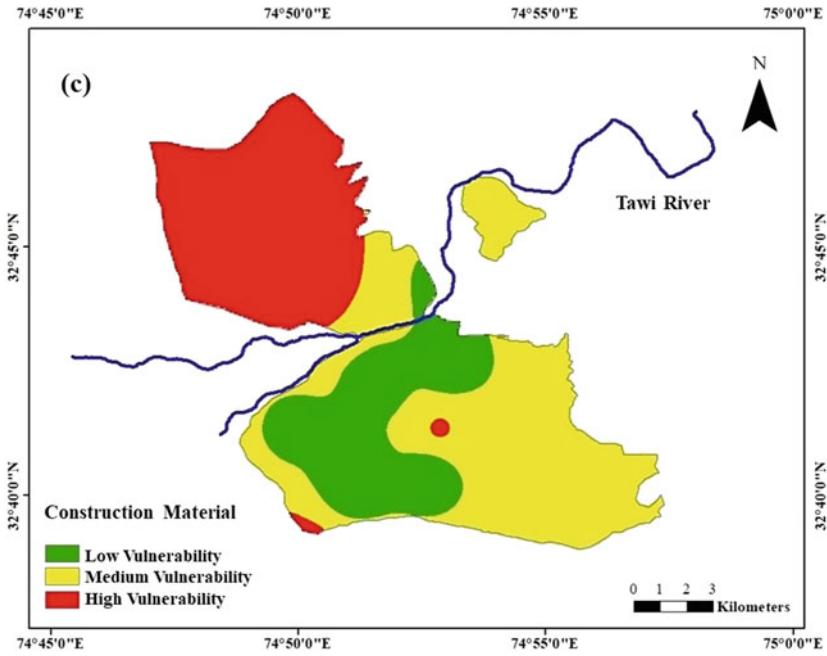 74°45'0"E 74°50'0"E 74°55'0"E 75°0'0"E
(c)
N
Tawi River
32°45'0"N 32°45'0"N
32°40'0"N 32°40'0"N
Construction Material
Low Vulnerability
Medium Vulnerability
High Vulnerability
0 1 2 3
Kilometers
74°45'0"E 74°50'0"E 74°55'0"E 75°0'0"E